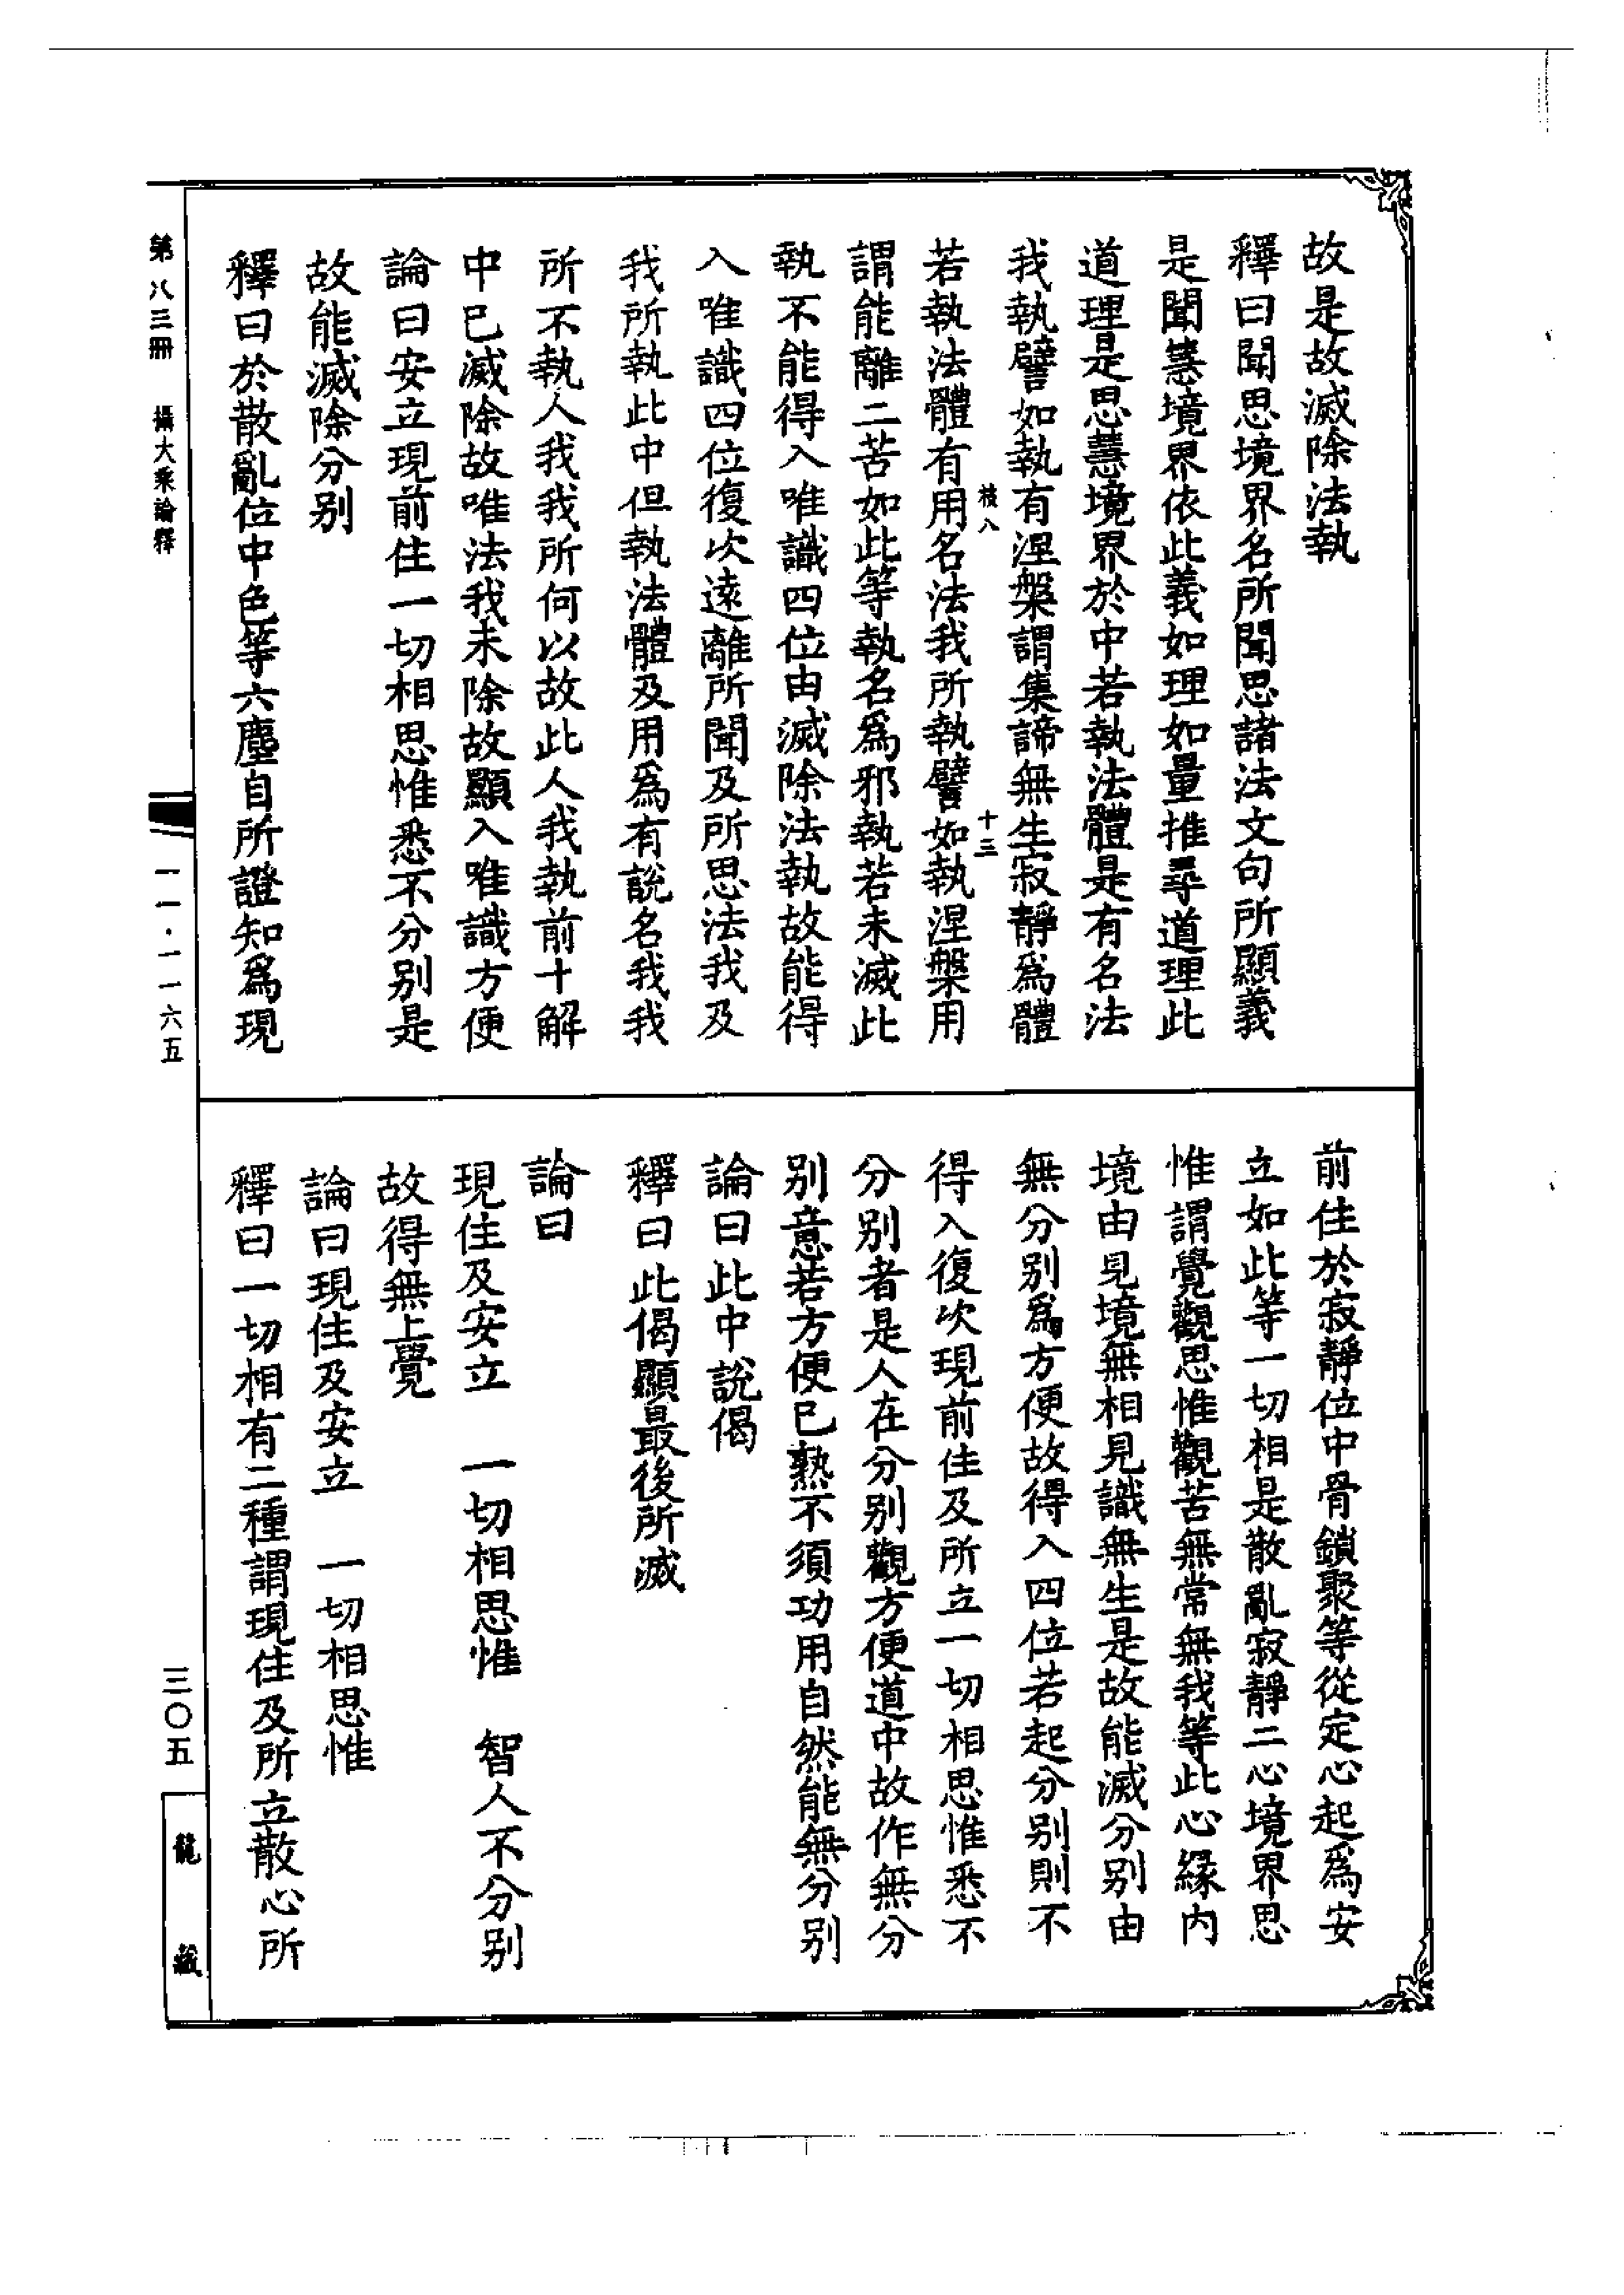 故是故滅除法執
釋曰聞思境界名所聞思諸法文句所顯義
是聞慧境界依此義如理如量推尋道理此
道理是思慧境界於中若執法體是有名法
我執譬如執有涅槃謂集諦無生寂靜為體
若執法體有用名法我所執譬如執涅槃用
謂能離二苦如此等執名為邪執若未滅此
執不能得入唯識四位由滅除法執故能得
入唯識四位復次遠離所聞及所思法我及
我所執此中但執法體及用為有說名我我
所不執人我我所何以故此人我執前十解
中已滅除故唯法我未除故顯入唯識方便
論曰安立現前住一切相思惟悉不分別是
故能滅除分別
釋曰於散亂位中色等六塵自所證知為現
十三
前住於寂靜位中骨鎖聚等從定心起為安
立如此等一切相是散亂寂靜二心境界思
惟謂覺觀思惟觀苦無常無我等此心緣內
境由見境無相見識無生是故能滅分別由
無分別為方便故得入四位若起分別則不
得入復次現前住及所立一切相思惟悉不
分別者是人在分別觀方便道中故作無分
別意若方便已熟不須功用自然能無分別
論曰此中說偈
釋曰此偈顯最後所滅
論曰
現住及安立　一切相思惟　智人不分別
故得無上覺
論曰現住及安立　一切相思惟
釋曰一切相有二種謂現住及所立散心所
第八三冊　攝大乘論釋
一一·一一六五
三〇五
龍藏